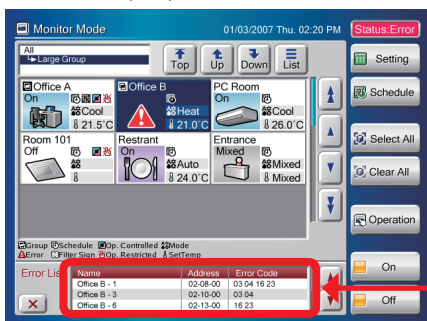 Monitor Mode 01/03/2007 Thu. 02:20 PM Status:Error
All
Large Group
Top Up Down List
Setting
Office A
On
Cool
21.5°C
Office B
Heat
21.0°C
PC Room
On
Cool
26.0°C
Schedule
Room 101
Off
Restrant
On
Auto
24.0°C
Entrance
Mixed
Mixed
Mixed
Select All
Clear All
Operation
Group Schedule Op. Controlled Mode
Error Filter Sign Op. Restricted SetTemp
Error List
Name Address Error Code
Office B - 1 02-08-00 03 04 16 23
Office B - 3 02-10-00 03 04
Office B - 6 02-13-00 16 23
On
Off